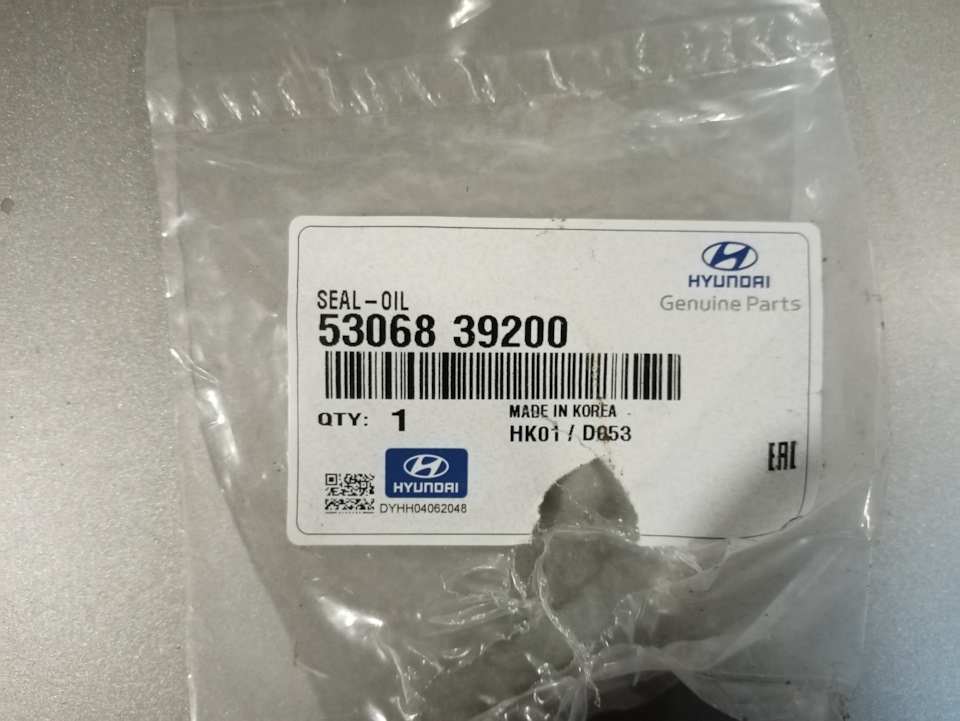 HYUNDAI
Genuine Parts
SEAL-OIL
53068 39200
QTY: 1
MADE IN KOREA
HK01 / D053
EAC
HYUNDAI
DYHH04062048